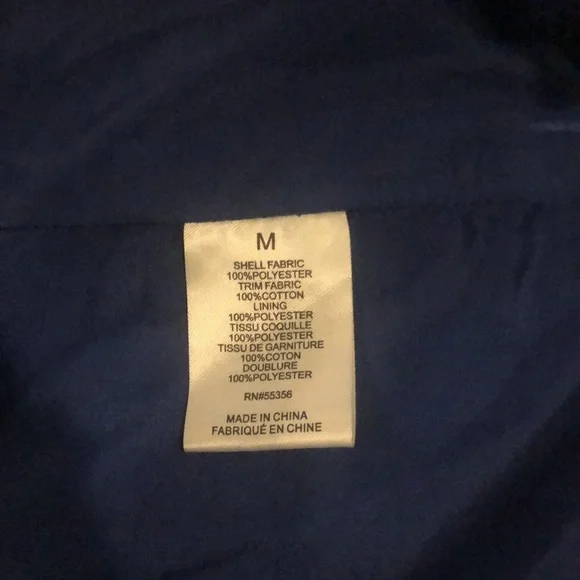 M
SHELL FABRIC
100%POLYESTER
TRIM FABRIC
100%COTTON
LINING
100%POLYESTER
TISSU COQUILLE
100%POLYESTER
TISSU DE GARNITURE
100%COTON
DOUBLURE
100%POLYESTER
RN#55356
MADE IN CHINA
FABRIQUÉ EN CHINE